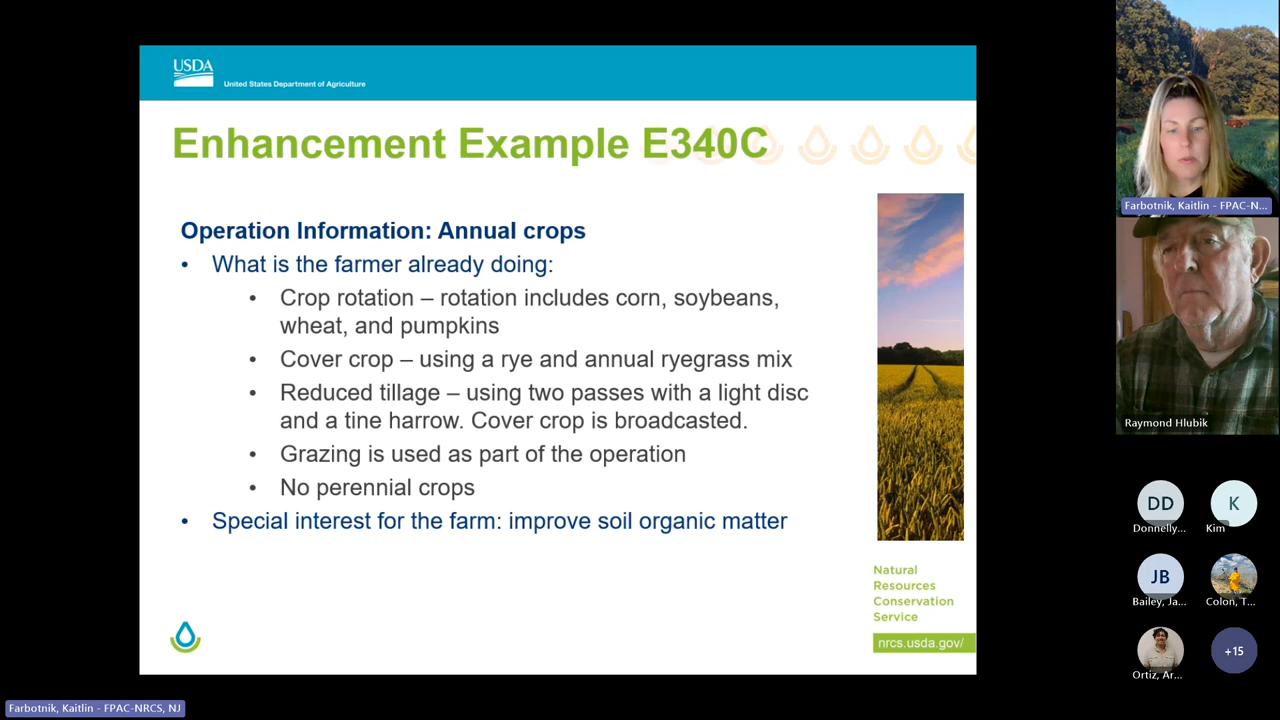 USDA
United States Department of Agriculture
Enhancement Example E340C
Operation Information: Annual crops
• What is the farmer already doing:
• Crop rotation – rotation includes corn, soybeans,
wheat, and pumpkins
• Cover crop – using a rye and annual ryegrass mix
• Reduced tillage – using two passes with a light disc
and a tine harrow. Cover crop is broadcasted.
• Grazing is used as part of the operation
• No perennial crops
• Special interest for the farm: improve soil organic matter
Natural
Resources
Conservation
Service
nrcs.usda.gov/
Farbotnik, Kaitlin - FPAC-N...
Raymond Hlubik
DD
Donnelly...
K
Kim
JB
Bailey, Ja...
Colon, T...
Ortiz, Ar...
+15
Farbotnik, Kaitlin - FPAC-NRCS, NJ